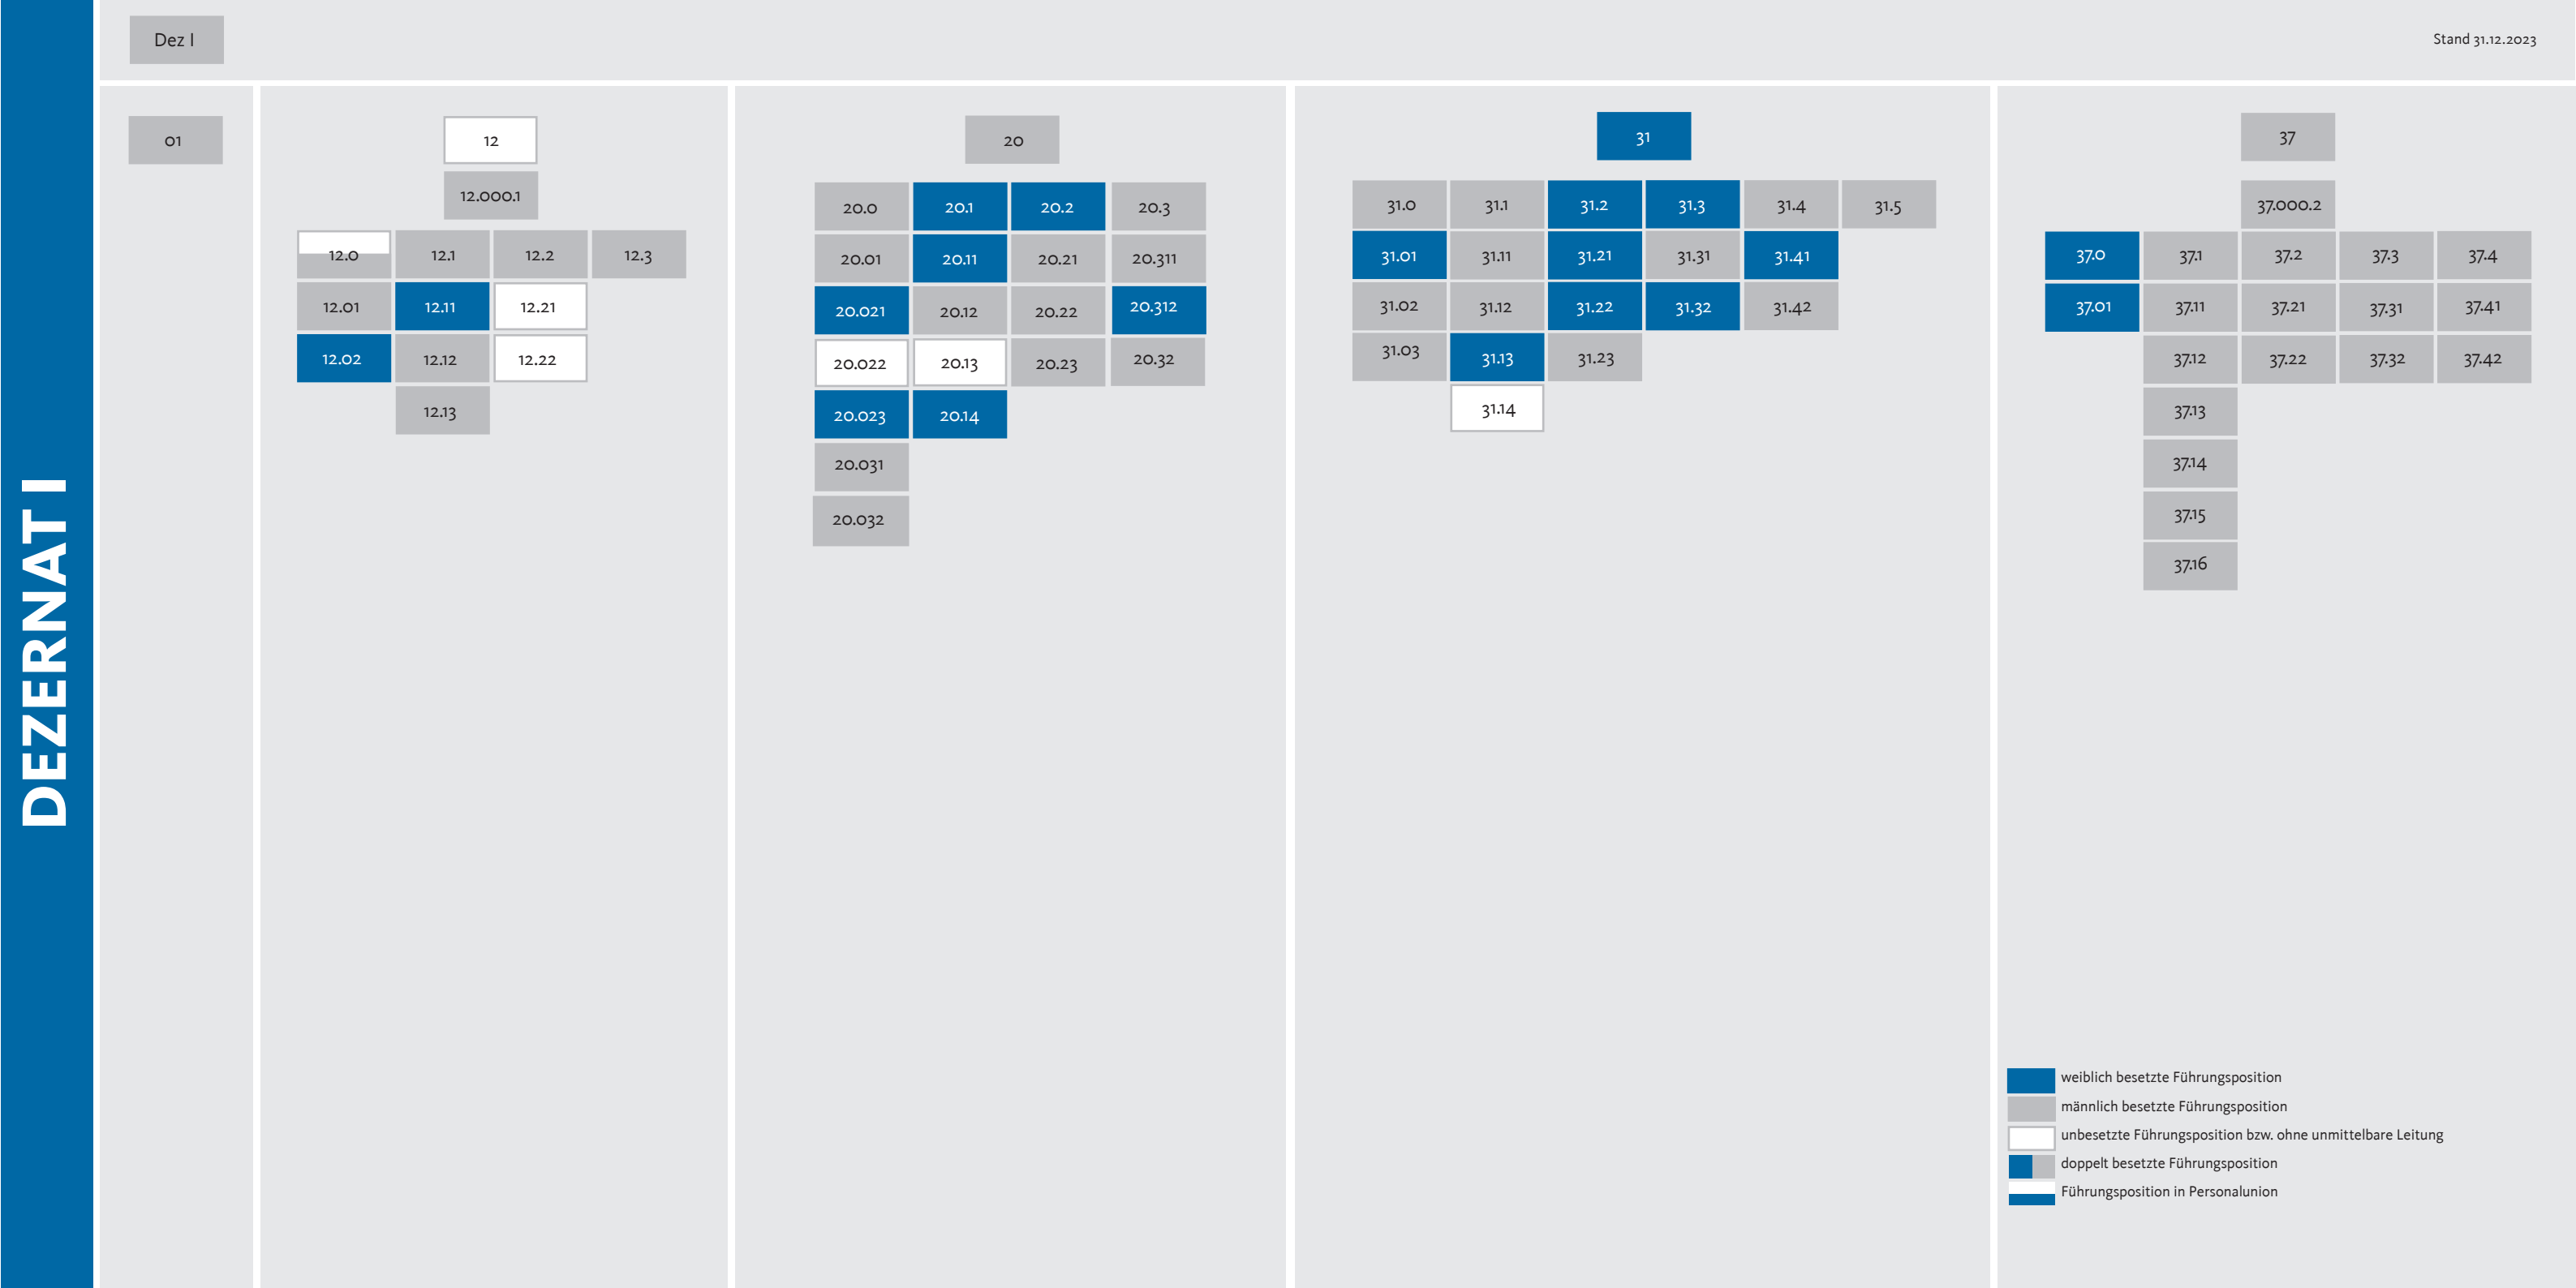 DEZERNAT I
Dez I
Stand 31.12.2023
01
12
12.000.1
12.0 12.1 12.2 12.3
12.01 12.11 12.21
12.02 12.12 12.22
12.13
20
20.0 20.1 20.2 20.3
20.01 20.11 20.21 20.311
20.021 20.12 20.22 20.312
20.022 20.13 20.23 20.32
20.023 20.14
20.031
20.032
31
31.0 31.1 31.2 31.3 31.4 31.5
31.01 31.11 31.21 31.31 31.41
31.02 31.12 31.22 31.32 31.42
31.03 31.13 31.23
31.14
37
37.000.2
37.0 37.1 37.2 37.3 37.4
37.01 37.11 37.21 37.31 37.41
37.12 37.22 37.32 37.42
37.13
37.14
37.15
37.16
weiblich besetzte Führungsposition
männlich besetzte Führungsposition
unbesetzte Führungsposition bzw. ohne unmittelbare Leitung
doppelt besetzte Führungsposition
Führungsposition in Personalunion